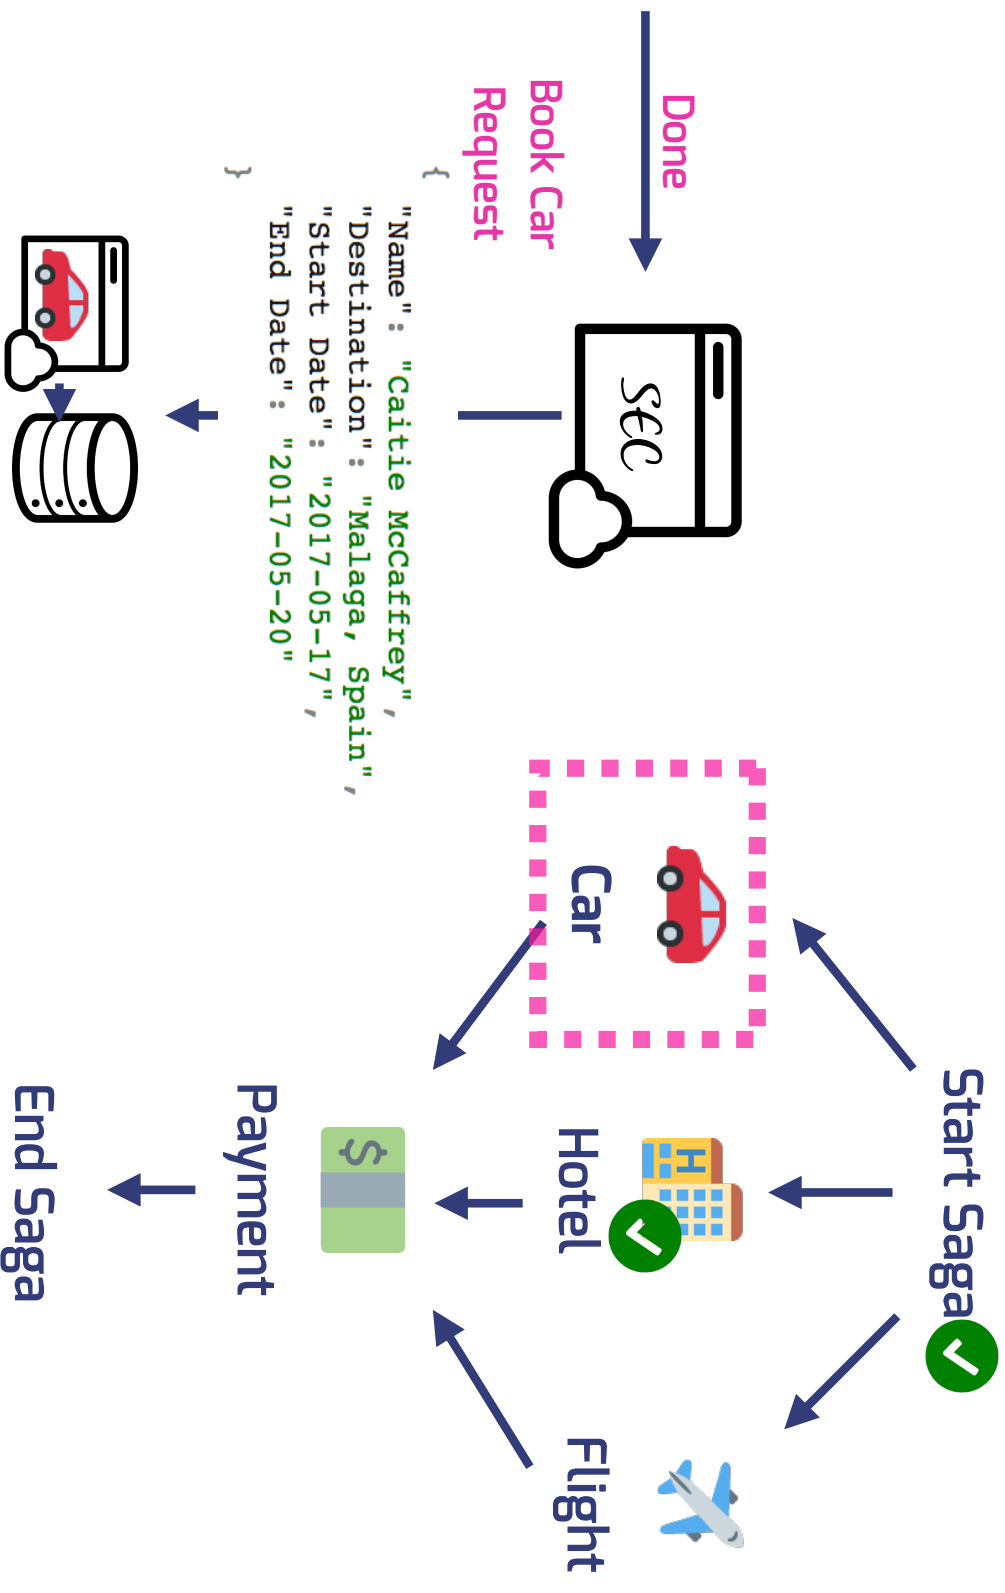 Done
SEC
Book Car
Request
{
"Name": "Caitie McCaffrey",
"Destination": "Malaga, Spain",
"Start Date": "2017-05-17",
"End Date": "2017-05-20"
}
Start Saga
Car
H
Hotel
Flight
$
Payment
End Saga